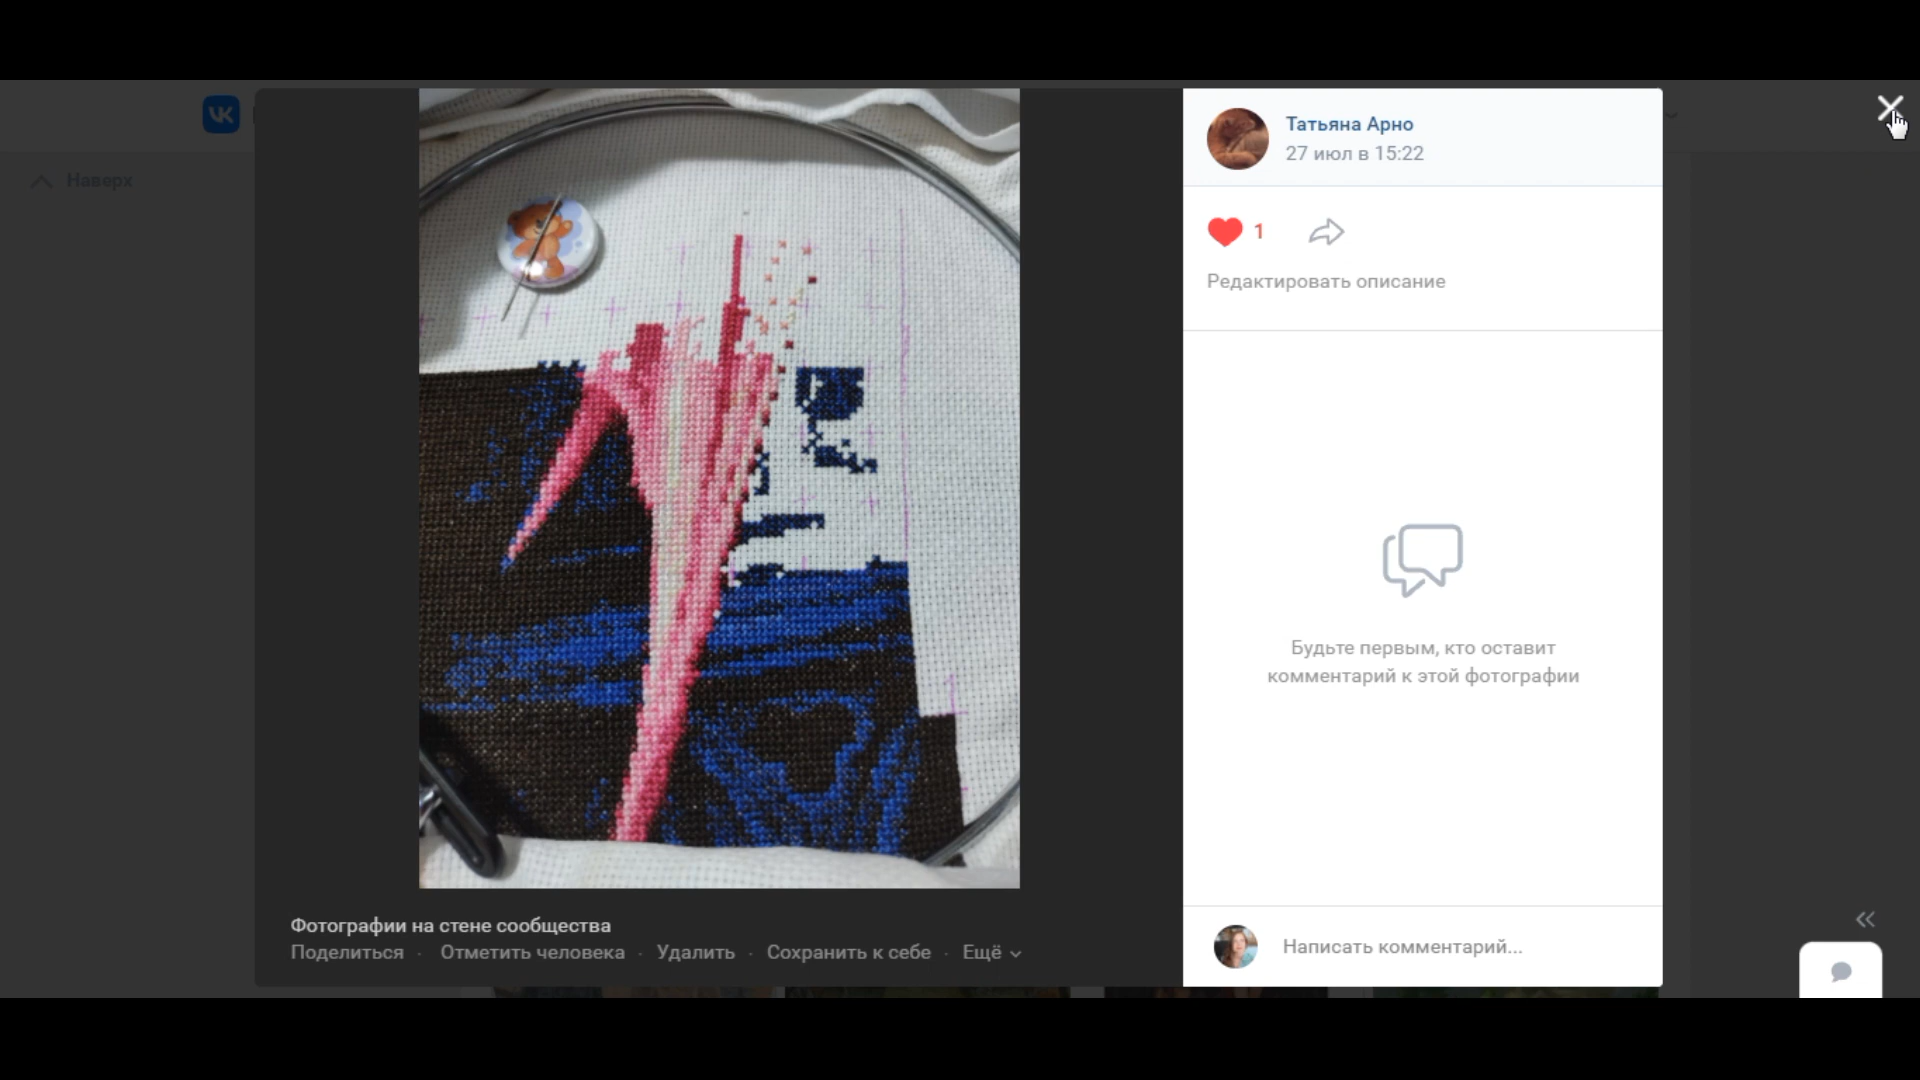 VK
Наверх
Татьяна Арно
27 июл в 15:22
1
Редактировать описание
Будьте первым, кто оставит
комментарий к этой фотографии
Фотографии на стене сообщества
Поделиться · Отметить человека · Удалить · Сохранить к себе · Ещё
Написать комментарий...